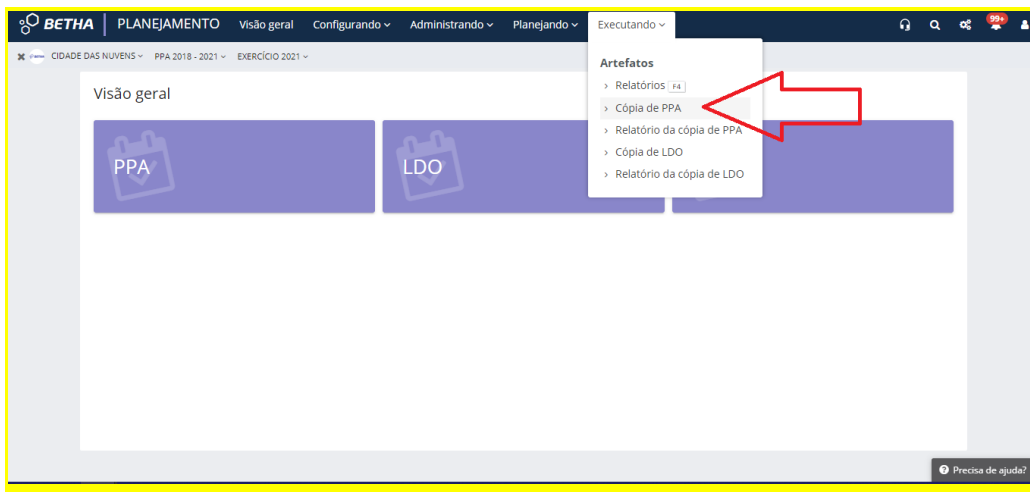 BETHA PLANEJAMENTO Visão geral Configurando Administrando Planejando Executando 99+
CIDADE DAS NUVENS PPA 2018 - 2021 EXERCÍCIO 2021
Artefatos
Relatórios F4
Cópia de PPA
Relatório da cópia de PPA
Cópia de LDO
Relatório da cópia de LDO
Visão geral
PPA
LDO
Precisa de ajuda?